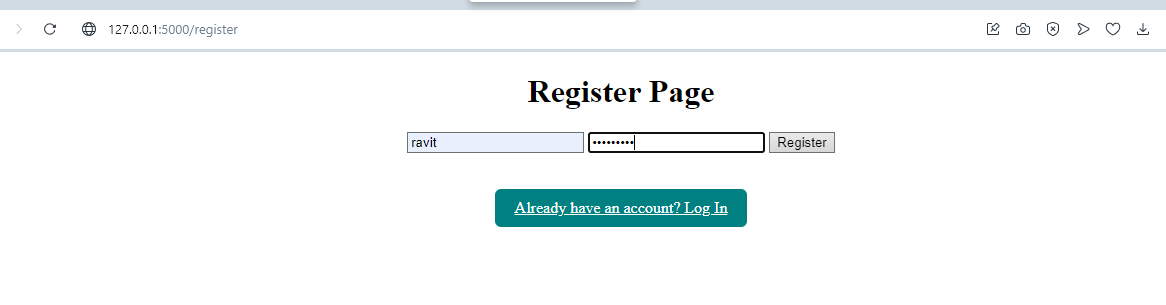 127.0.0.1:5000/register
Register Page
ravit ••••••••• Register
Already have an account? Log In